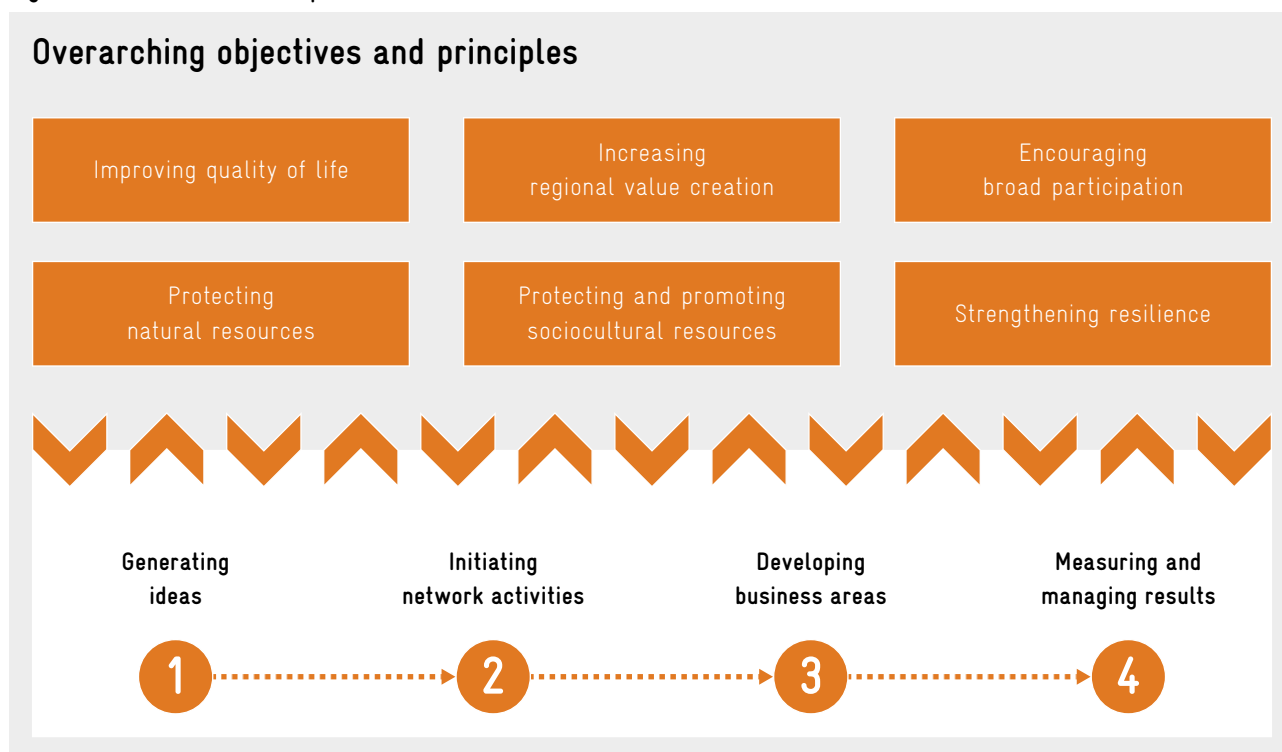 Overarching objectives and principles
Improving quality of life
Increasing
regional value creation
Encouraging
broad participation
Protecting
natural resources
Protecting and promoting
sociocultural resources
Strengthening resilience
Generating
ideas
Initiating
network activities
Developing
business areas
Measuring and
managing results
1
2
3
4